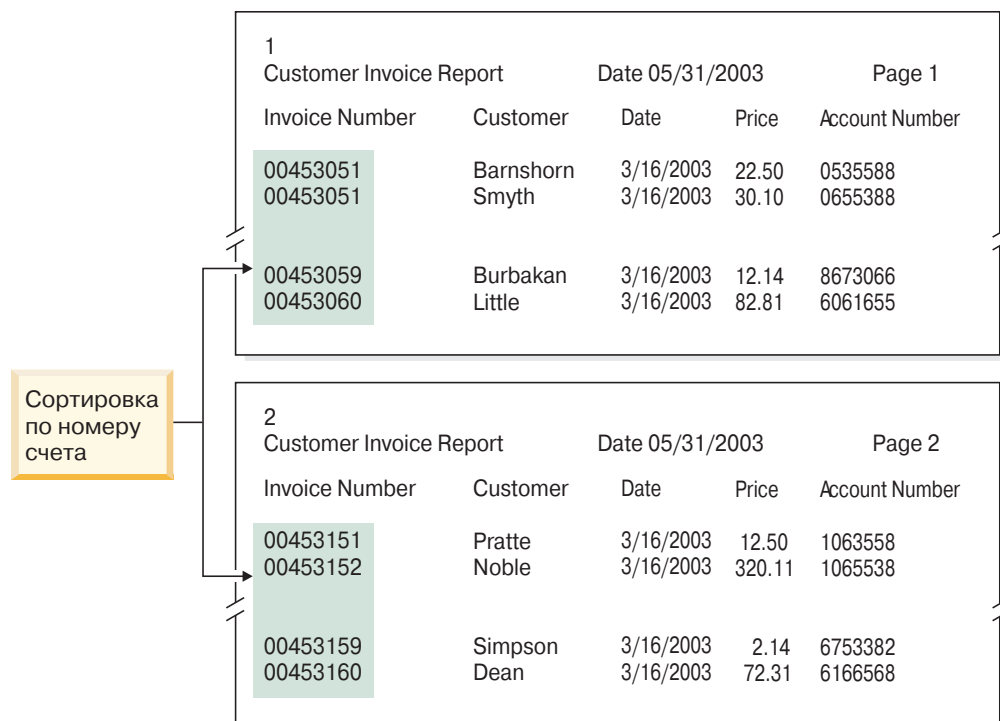 1
Customer Invoice Report Date 05/31/2003 Page 1
Invoice Number Customer Date Price Account Number
00453051 Barnshorn 3/16/2003 22.50 0535588
00453051 Smyth 3/16/2003 30.10 0655388
00453059 Burbakan 3/16/2003 12.14 8673066
00453060 Little 3/16/2003 82.81 6061655
Сортировка
по номеру
счета
2
Customer Invoice Report Date 05/31/2003 Page 2
Invoice Number Customer Date Price Account Number
00453151 Pratte 3/16/2003 12.50 1063558
00453152 Noble 3/16/2003 320.11 1065538
00453159 Simpson 3/16/2003 2.14 6753382
00453160 Dean 3/16/2003 72.31 6166568